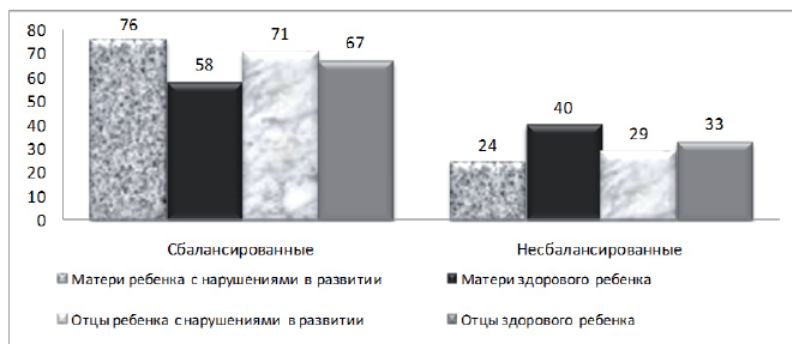 80
70
60
50
40
30
20
10
0
76
58
71
67
24
40
29
33
Сбалансированные
Несбалансированные
Матери ребенка с нарушениями в развитии
Матери здорового ребенка
Отцы ребенка с нарушениями в развитии
Отцы здорового ребенка